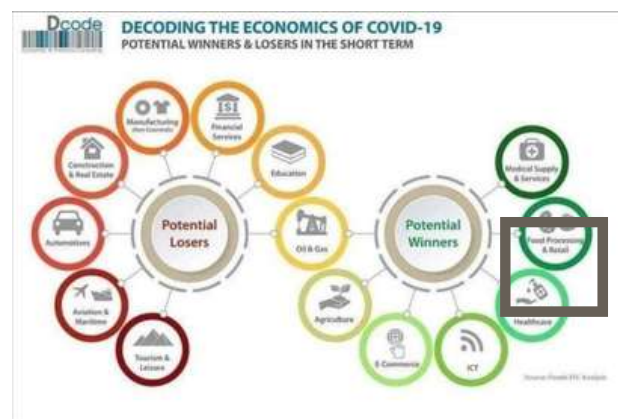 Dcode
DECODING THE ECONOMICS OF COVID-19
POTENTIAL WINNERS & LOSERS IN THE SHORT TERM
Manufacturing
Financial
Services
Construction
& Real Estate
Education
Medical Supply
& Services
Automotives
Potential
Losers
Oil & Gas
Potential
Winners
Food Processing
& Retail
Aviation &
Maritime
Agriculture
Healthcare
Tourism &
Leisure
E-Commerce
ICT